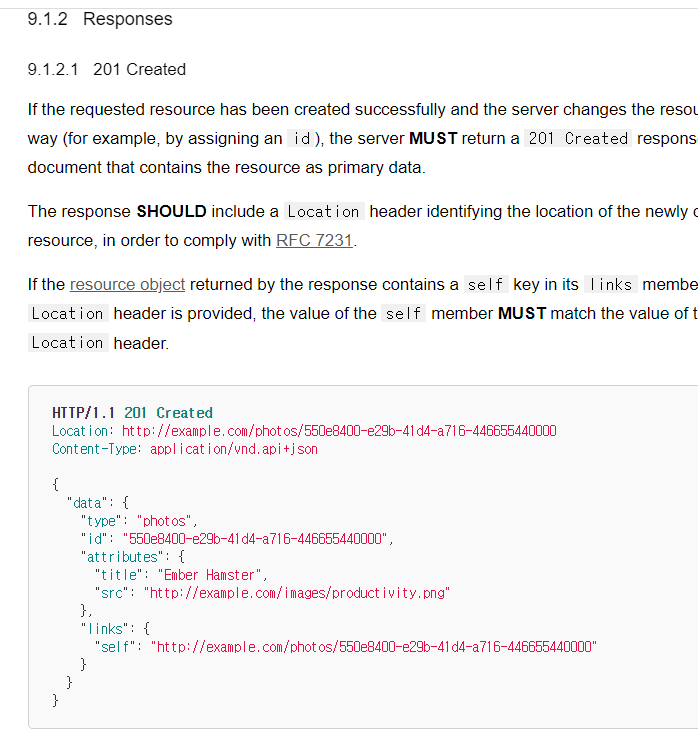 9.1.2 Responses
9.1.2.1 201 Created
If the requested resource has been created successfully and the server changes the
way (for example, by assigning an id), the server MUST return a 201 Created
document that contains the resource as primary data.
The response SHOULD include a Location header identifying the location of the newly
resource, in order to comply with RFC 7231.
If the resource object returned by the response contains a self key in its links
Location header is provided, the value of the self member MUST match the value of
Location header.
HTTP/1.1 201 Created
Location: http://example.com/photos/550e8400-e29b-41d4-a716-446655440000
Content-Type: application/vnd.api+json
{
"data": {
"type": "photos",
"id": "550e8400-e29b-41d4-a716-446655440000",
"attributes": {
"title": "Ember Hamster",
"src": "http://example.com/images/productivity.png"
},
"links": {
"self": "http://example.com/photos/550e8400-e29b-41d4-a716-446655440000"
}
}
}